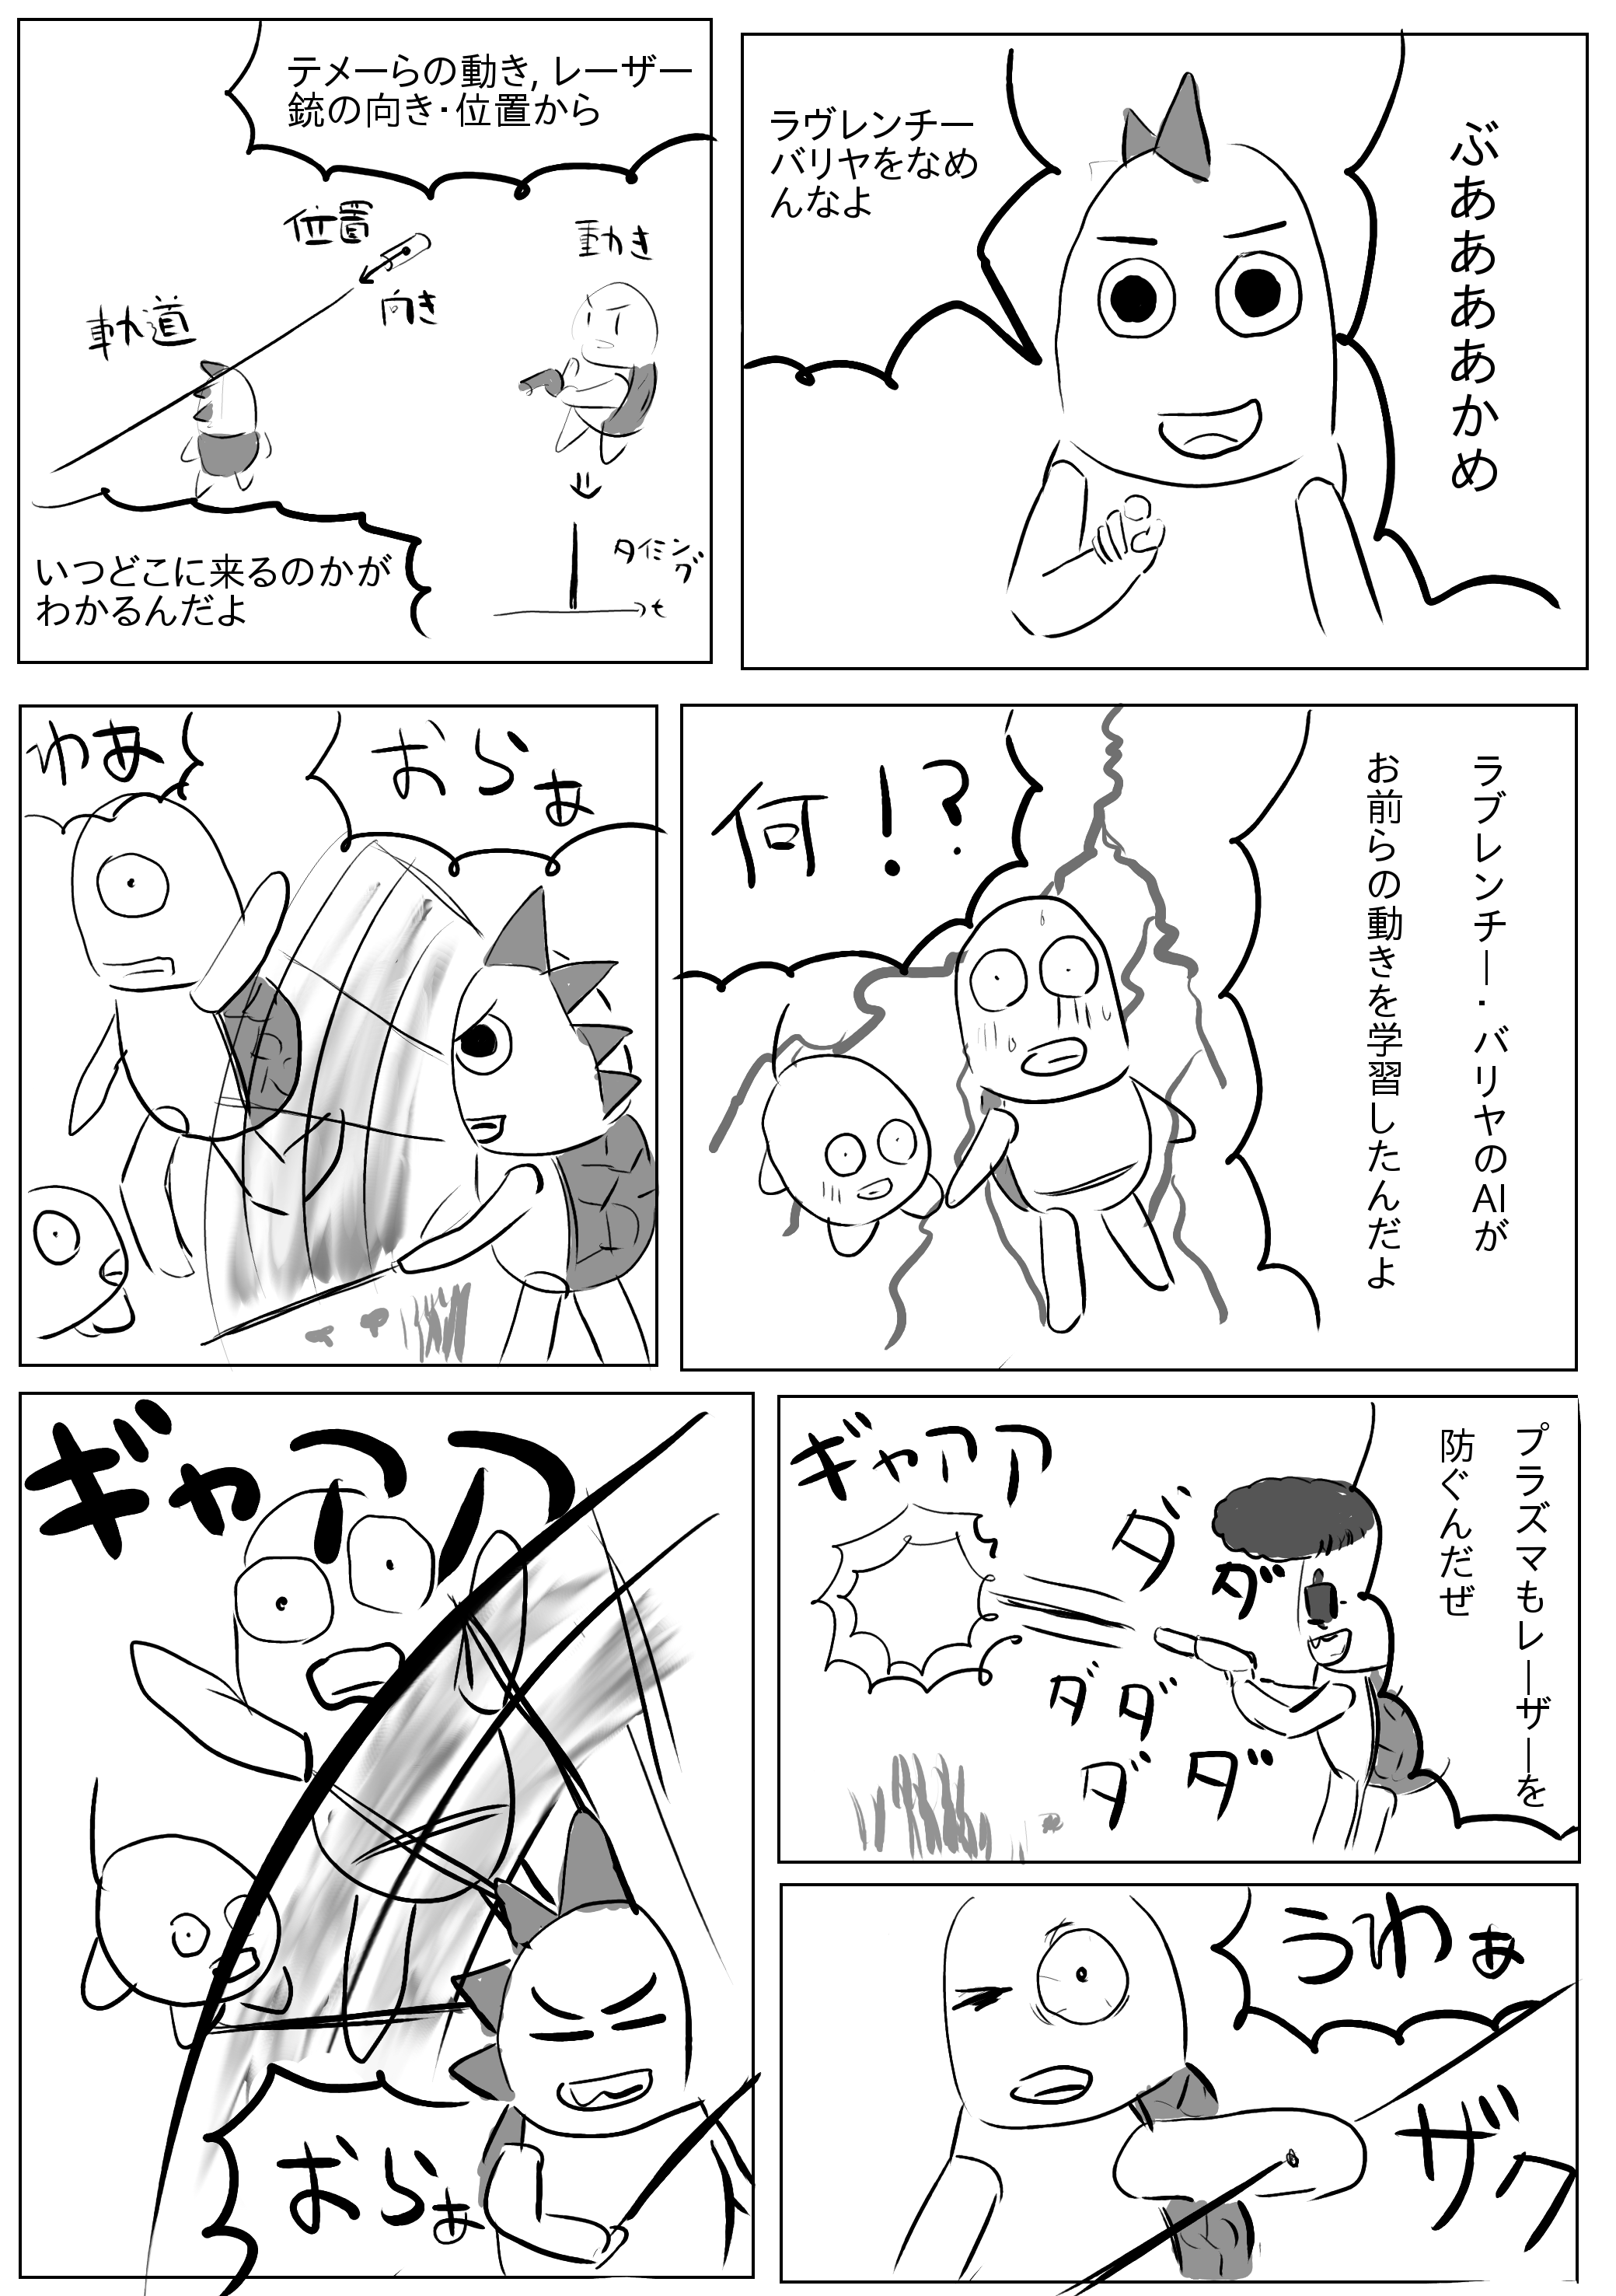 ぶああああかめ
ラヴレンチー
バリヤをなめ
んなよ
テメーらの動き, レーザー
銃の向き・位置から
位置
動き
向き
軌道
タイミング
t
いつどこに来るのかが
わかるんだよ
ラブレンチー・バリヤのAIが
お前らの動きを学習したんだよ
何!?
おらぁ
わあ
プラズマもレーザーを
防ぐんだぜ
ギャアア
ダダ
ダダ
ダダ
うわぁ
ザク
ギャアア
おらぁ